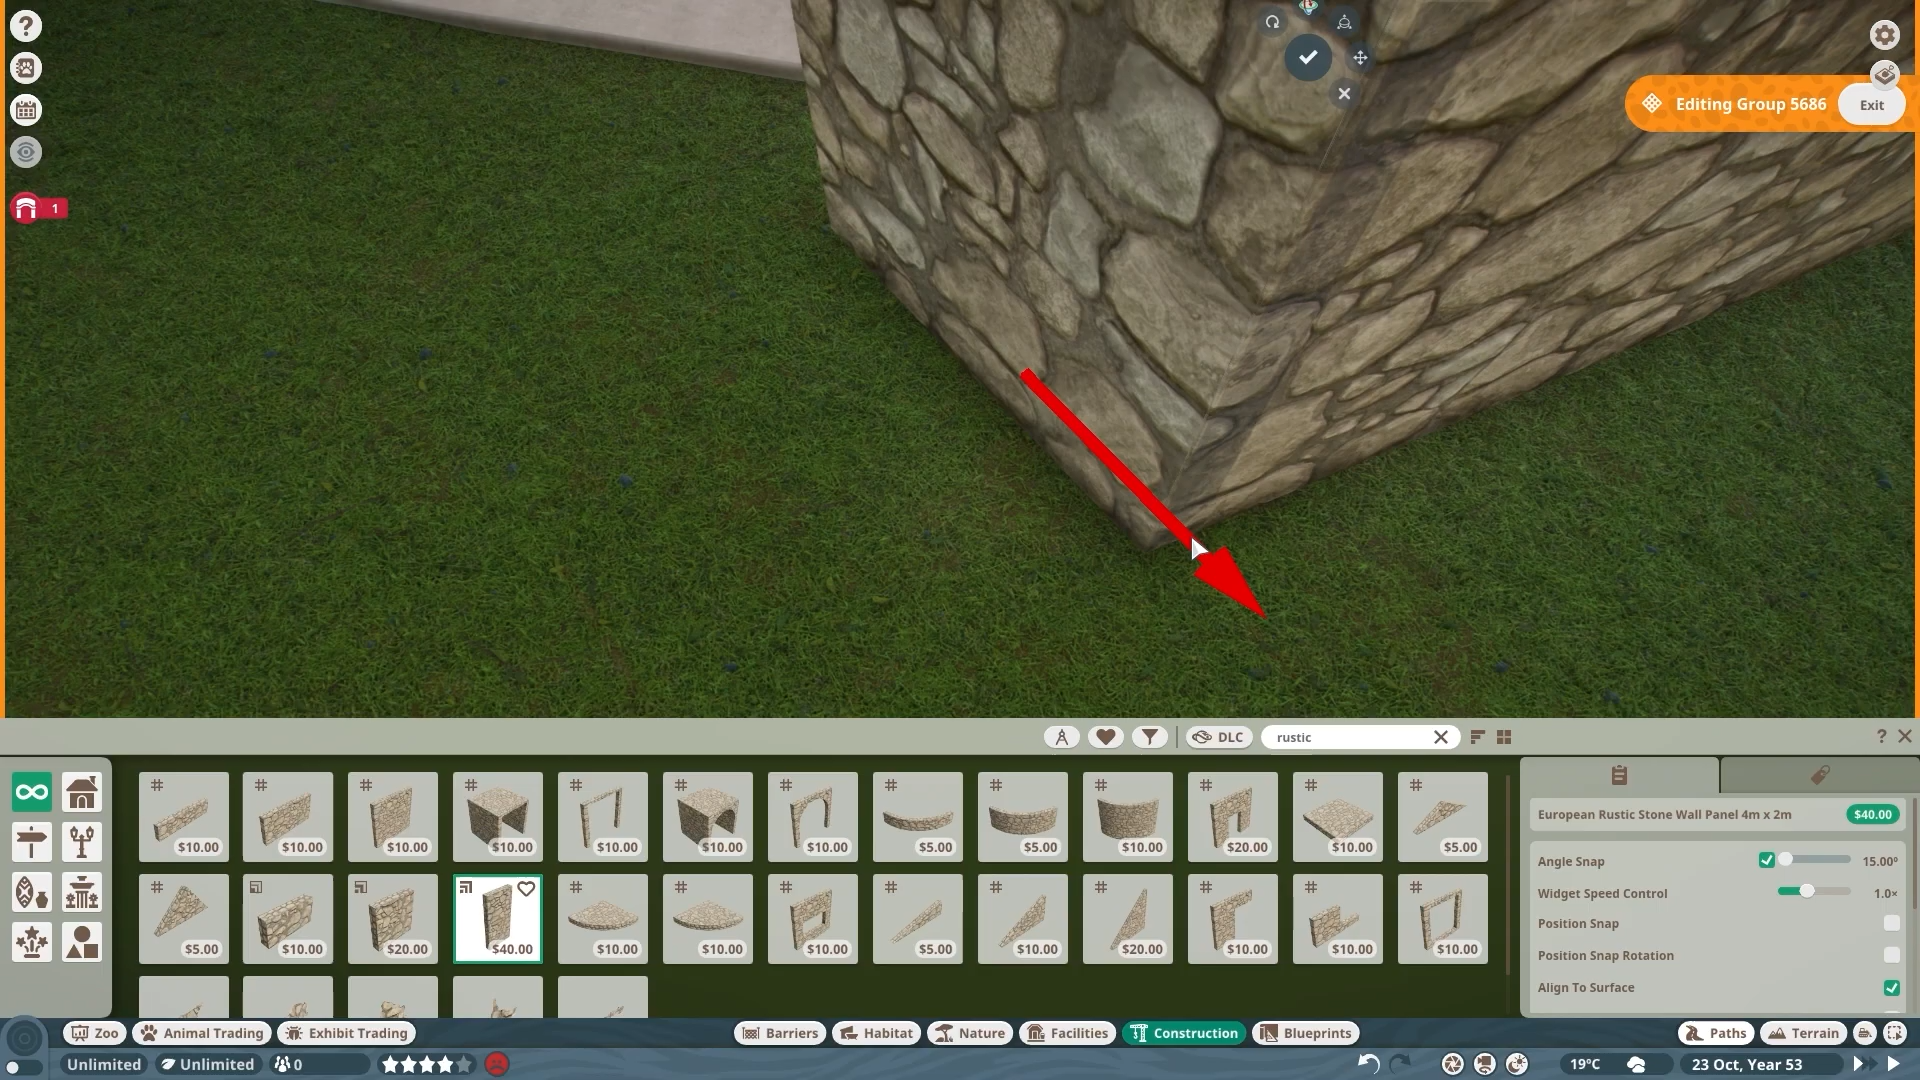 Editing Group 5686
Exit
1
DLC
rustic
?
$10.00
$10.00
$10.00
$10.00
$10.00
$10.00
$10.00
$5.00
$5.00
$10.00
$20.00
$10.00
$5.00
$5.00
$10.00
$20.00
$40.00
$10.00
$10.00
$10.00
$5.00
$10.00
$20.00
$10.00
$10.00
$10.00
European Rustic Stone Wall Panel 4m x 2m
$40.00
Angle Snap
15.00°
Widget Speed Control
1.0×
Position Snap
Position Snap Rotation
Align To Surface
Zoo
Animal Trading
Exhibit Trading
Barriers
Habitat
Nature
Facilities
Construction
Blueprints
Paths
Terrain
Unlimited
Unlimited
0
19°C
23 Oct, Year 53